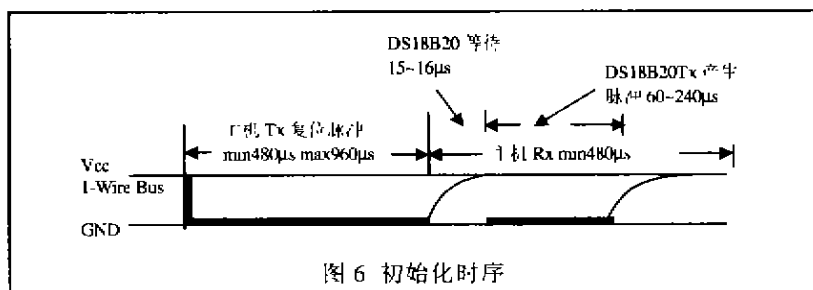 DS18B20 等待
15~16μs
DS18B20Tx 产生
脉冲 60~240μs
主机 Tx 复位脉冲
min480μs max960μs
主机 Rx min480μs
Vcc
1-Wire Bus
GND
图 6 初始化时序